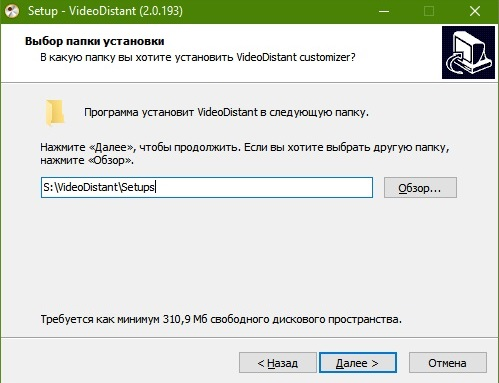 Setup - VideoDistant (2.0.193)
Выбор папки установки
В какую папку вы хотите установить VideoDistant customizer?
Программа установит VideoDistant в следующую папку.
Нажмите «Далее», чтобы продолжить. Если вы хотите выбрать другую папку,
нажмите «Обзор».
S:\VideoDistant\Setups
Обзор...
Требуется как минимум 310,9 Мб свободного дискового пространства.
< Назад
Далее >
Отмена